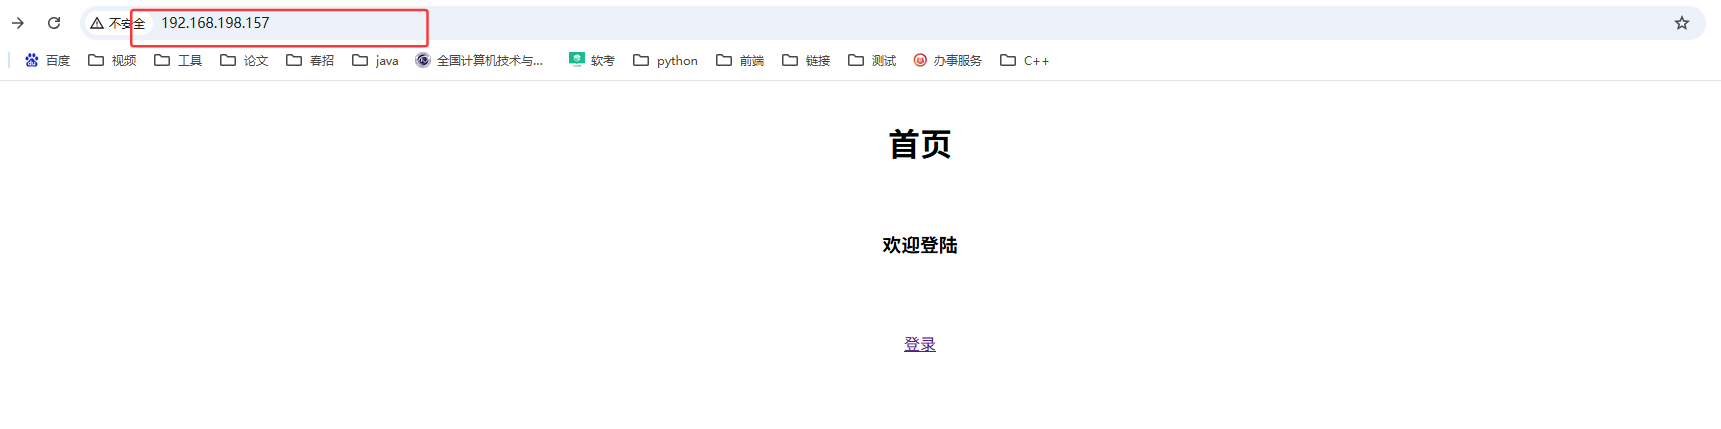 不安全 192.168.198.157
百度 视频 工具 论文 春招 java 全国计算机技术与... 软考 python 前端 链接 测试 办事服务 C++
首页
欢迎登陆
登录